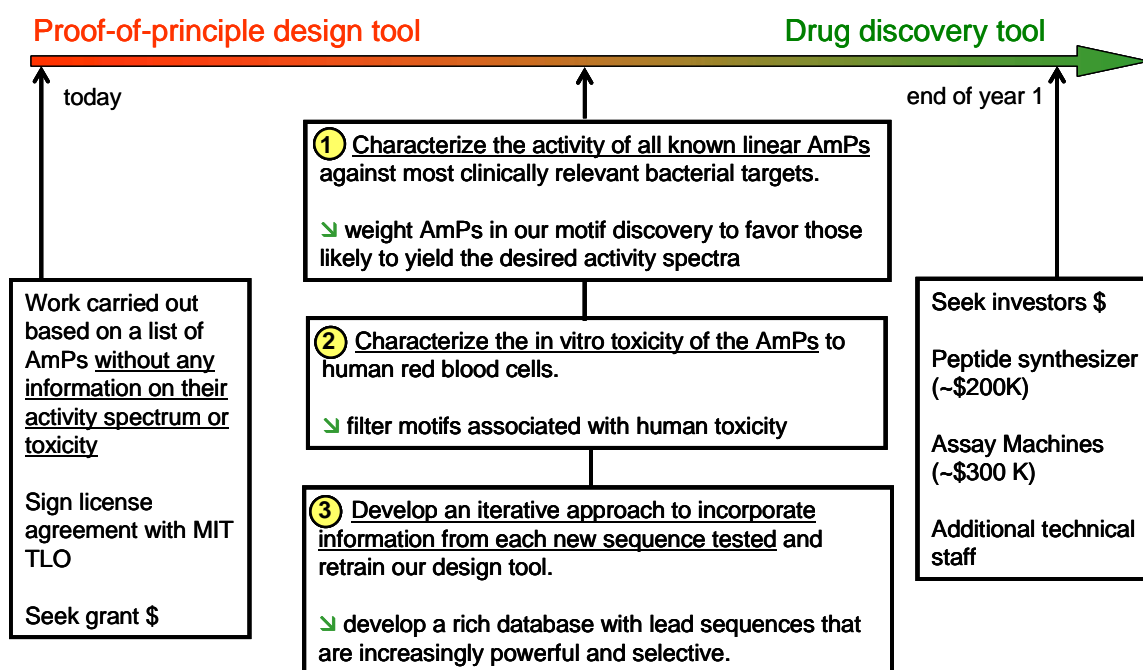 Proof-of-principle design tool
Drug discovery tool
today
end of year 1
Work carried out
based on a list of
AmPs without any
information on their
activity spectrum or
toxicity
Sign license
agreement with MIT
TLO
Seek grant $
1 Characterize the activity of all known linear AmPs
against most clinically relevant bacterial targets.
↘ weight AmPs in our motif discovery to favor those
likely to yield the desired activity spectra
2 Characterize the in vitro toxicity of the AmPs to
human red blood cells.
↘ filter motifs associated with human toxicity
3 Develop an iterative approach to incorporate
information from each new sequence tested and
retrain our design tool.
↘ develop a rich database with lead sequences that
are increasingly powerful and selective.
Seek investors $
Peptide synthesizer
(~$200K)
Assay Machines
(~$300 K)
Additional technical
staff